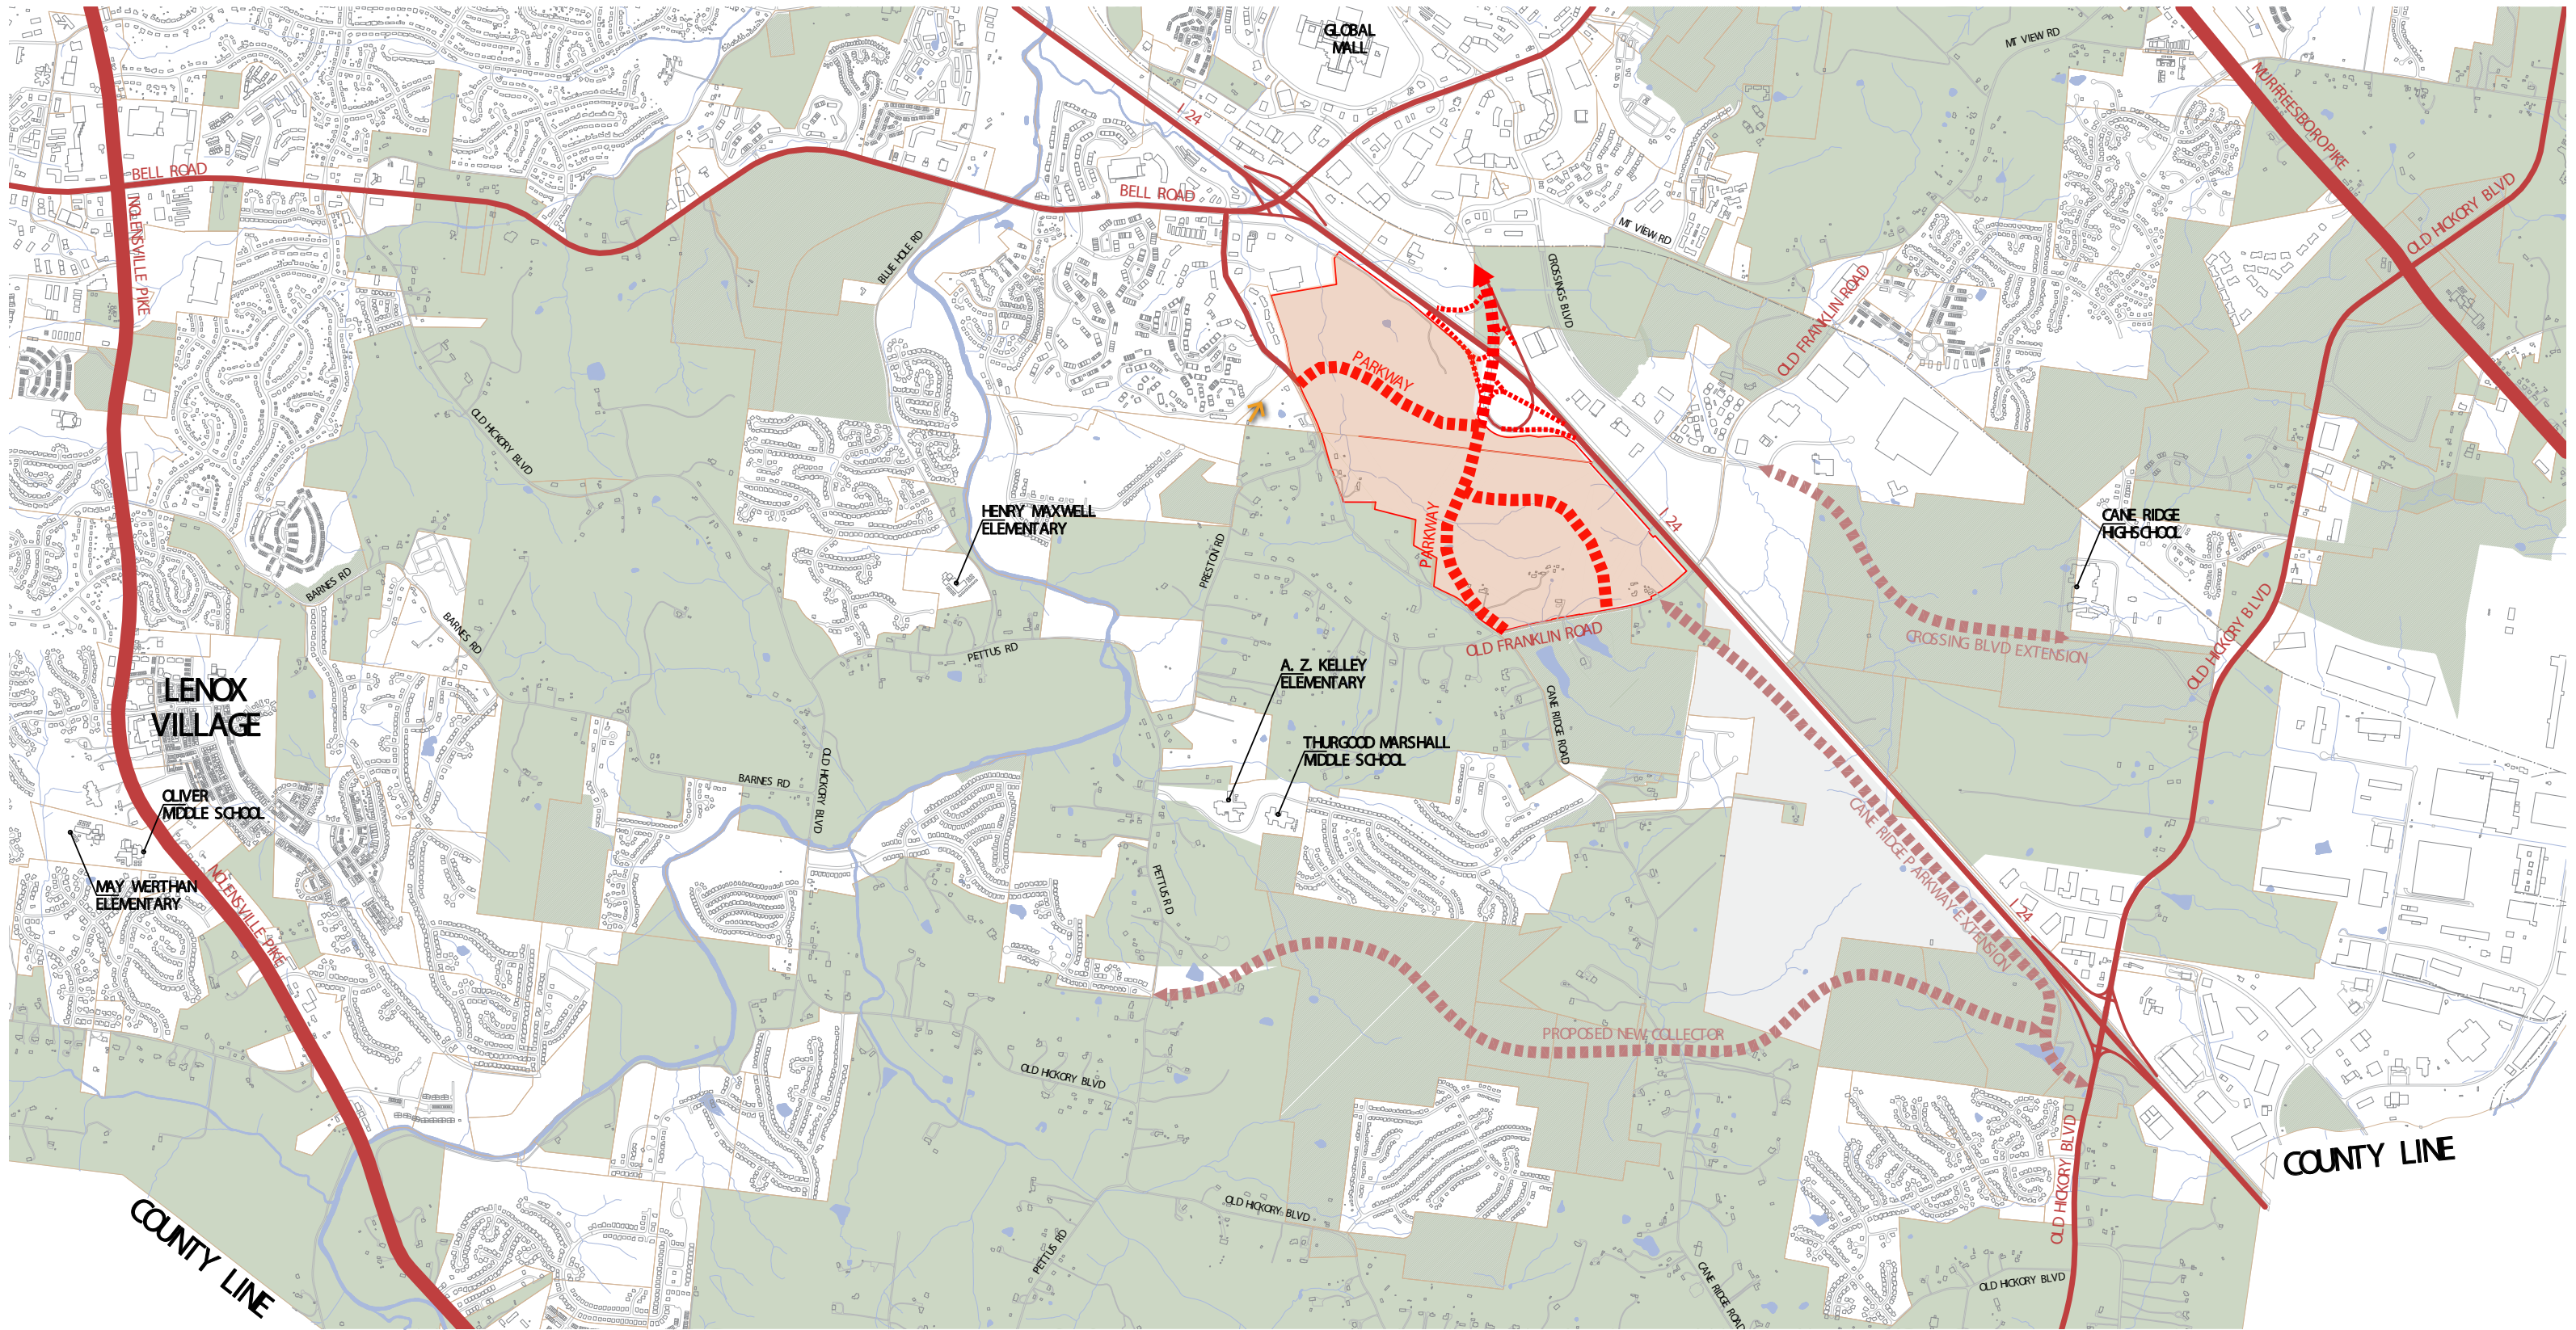 GLOBAL
MALL
MT VIEW RD
I 24
MURFREESBORO PIKE
BELL ROAD
BELL ROAD
NOLENSVILLE PIKE
BLUE HOLE RD
MT VIEW RD
OLD HICKORY BLVD
CROSSINGS BLVD
OLD FRANKLIN ROAD
PARKWAY
OLD HICKORY BLVD
HENRY MAXWELL
ELEMENTARY
PARKWAY
I 24
CANE RIDGE
HIGHSCHOOL
PRESTON RD
BARNES RD
BARNES RD
PETTUS RD
OLD FRANKLIN ROAD
CROSSING BLVD EXTENSION
OLD HICKORY BLVD
LENOX
VILLAGE
A. Z. KELLEY
ELEMENTARY
CANE RIDGE ROAD
THURGOOD MARSHALL
MIDDLE SCHOOL
OLD HICKORY BLVD
BARNES RD
OLIVER
MIDDLE SCHOOL
CANE RIDGE PARKWAY EXTENSION
MAY WERTHAN
ELEMENTARY
NOLENSVILLE PIKE
PETTUS RD
I 24
PROPOSED NEW COLLECTOR
OLD HICKORY BLVD
OLD HICKORY BLVD
COUNTY LINE
COUNTY LINE
OLD HICKORY BLVD
PETTUS RD
CANE RIDGE ROAD
OLD HICKORY BLVD